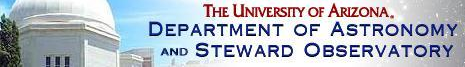 THE UNIVERSITY OF ARIZONA®
DEPARTMENT OF ASTRONOMY
AND STEWARD OBSERVATORY